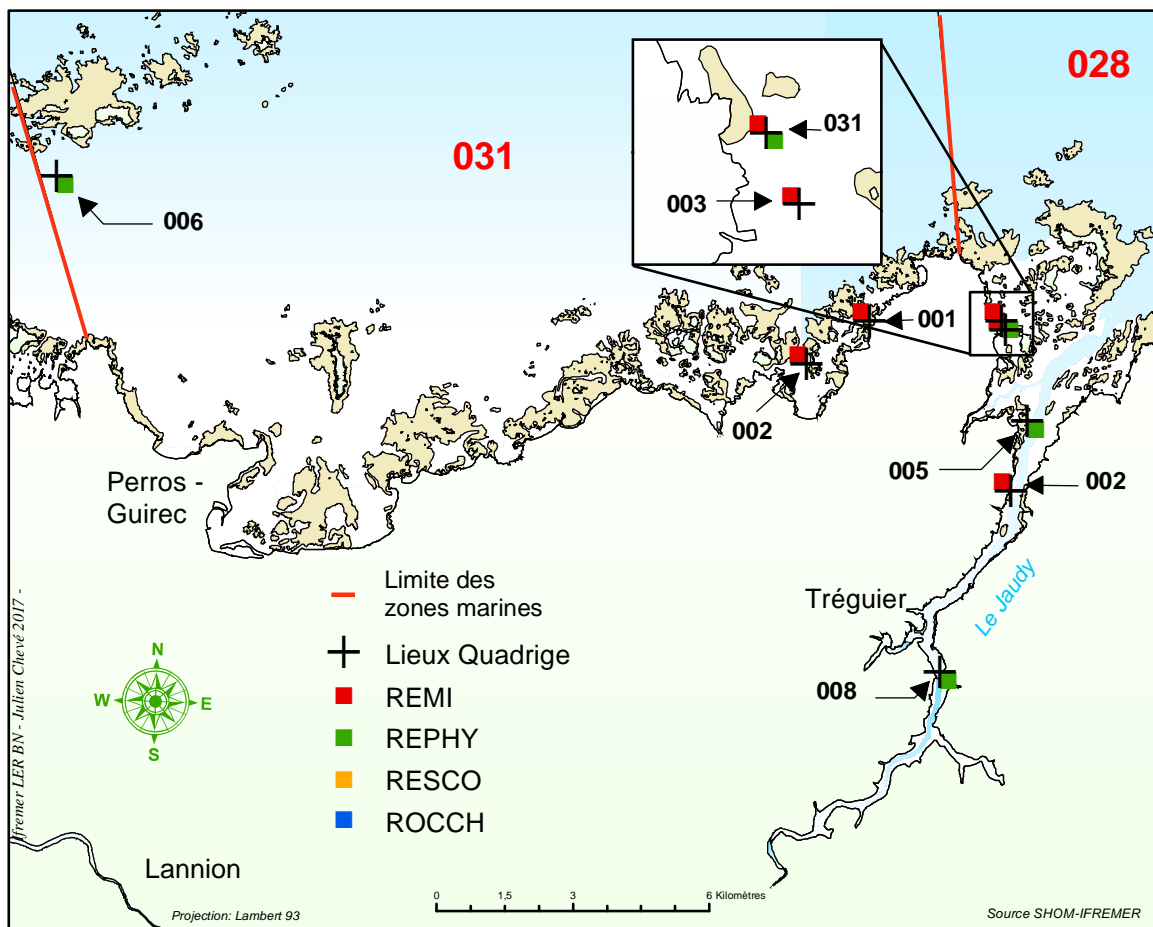 028
031
031
003
006
001
002
005
002
Perros -
Guirec
Tréguier
Le Jaudy
008
Limite des
zones marines
Lieux Quadrige
REMI
REPHY
RESCO
ROCCH
N
W
E
S
Ifremer LER BN - Julien Chevé 2017 -
Lannion
0
1,5
3
6 Kilomètres
Projection: Lambert 93
Source SHOM-IFREMER